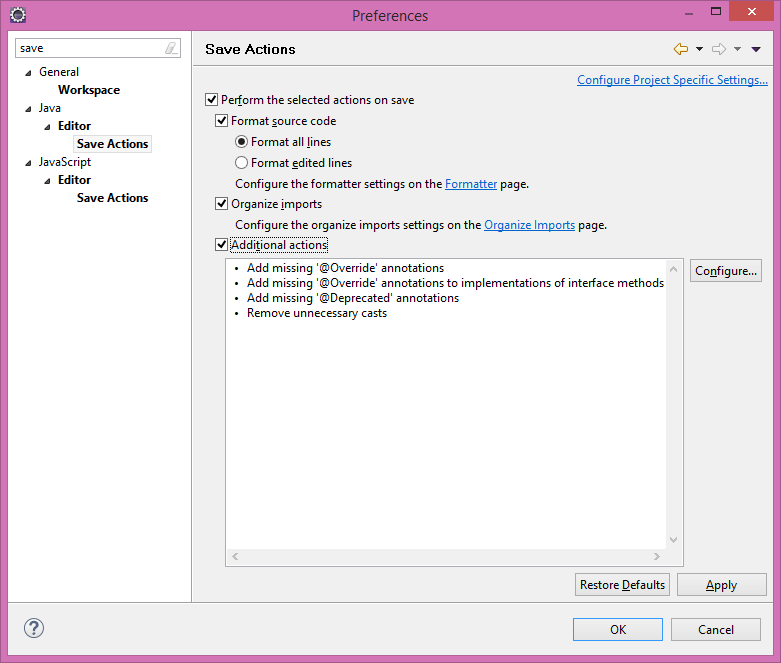 Preferences
save
Save Actions
Configure Project Specific Settings...
General
Workspace
Java
Editor
Save Actions
JavaScript
Editor
Save Actions
Perform the selected actions on save
Format source code
Format all lines
Format edited lines
Configure the formatter settings on the Formatter page.
Organize imports
Configure the organize imports settings on the Organize Imports page.
Additional actions
• Add missing '@Override' annotations
• Add missing '@Override' annotations to implementations of interface methods
• Add missing '@Deprecated' annotations
• Remove unnecessary casts
Configure...
Restore Defaults
Apply
?
OK
Cancel